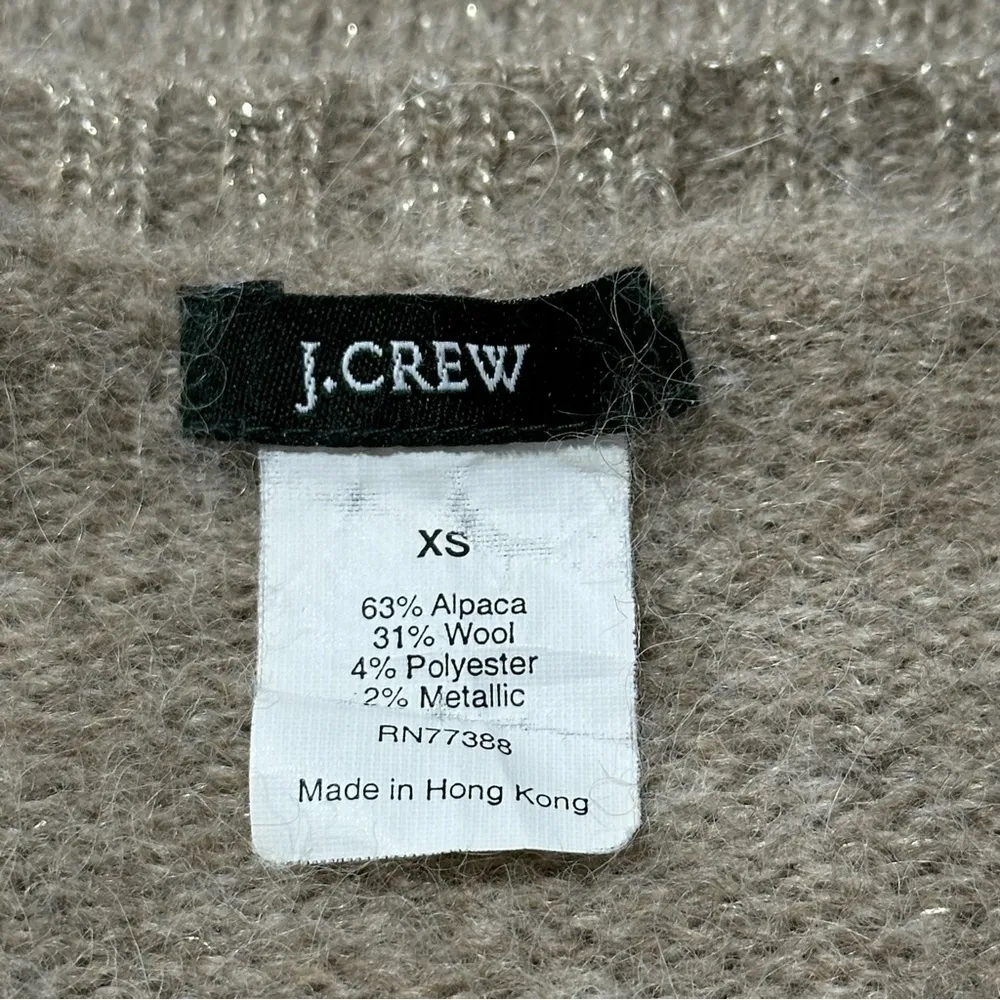 J.CREW
XS
63% Alpaca
31% Wool
4% Polyester
2% Metallic
RN77388
Made in Hong Kong